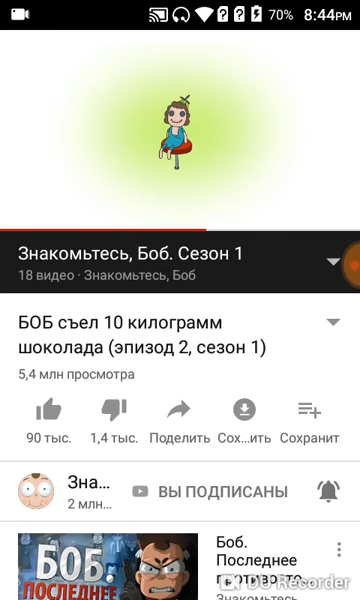 70% 8:44PM
Знакомьтесь, Боб. Сезон 1
18 видео · Знакомьтесь, Боб
БОБ съел 10 килограмм
шоколада (эпизод 2, сезон 1)
5,4 млн просмотра
90 тыс. 1,4 тыс. Поделить Сох...ить Сохранит
Зна...
ВЫ ПОДПИСАНЫ
2 млн...
БОБ.
ПОСЛЕДНЕЕ
Боб.
Последнее
DU Recorder
Знакомьтесь